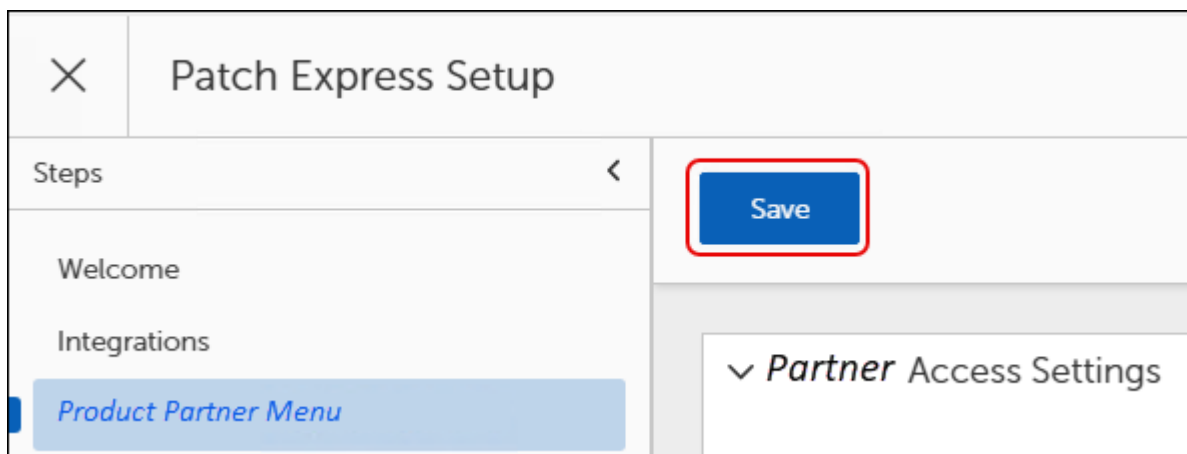 Patch Express Setup
Steps
Save
Welcome
Integrations
Product Partner Menu
Partner Access Settings